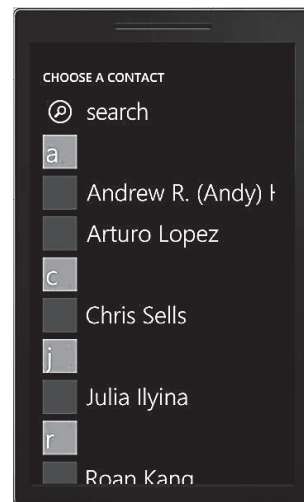 CHOOSE A CONTACT
search
a
Andrew R. (Andy)
Arturo Lopez
c
Chris Sells
j
Julia Ilyina
r
Roan Kang